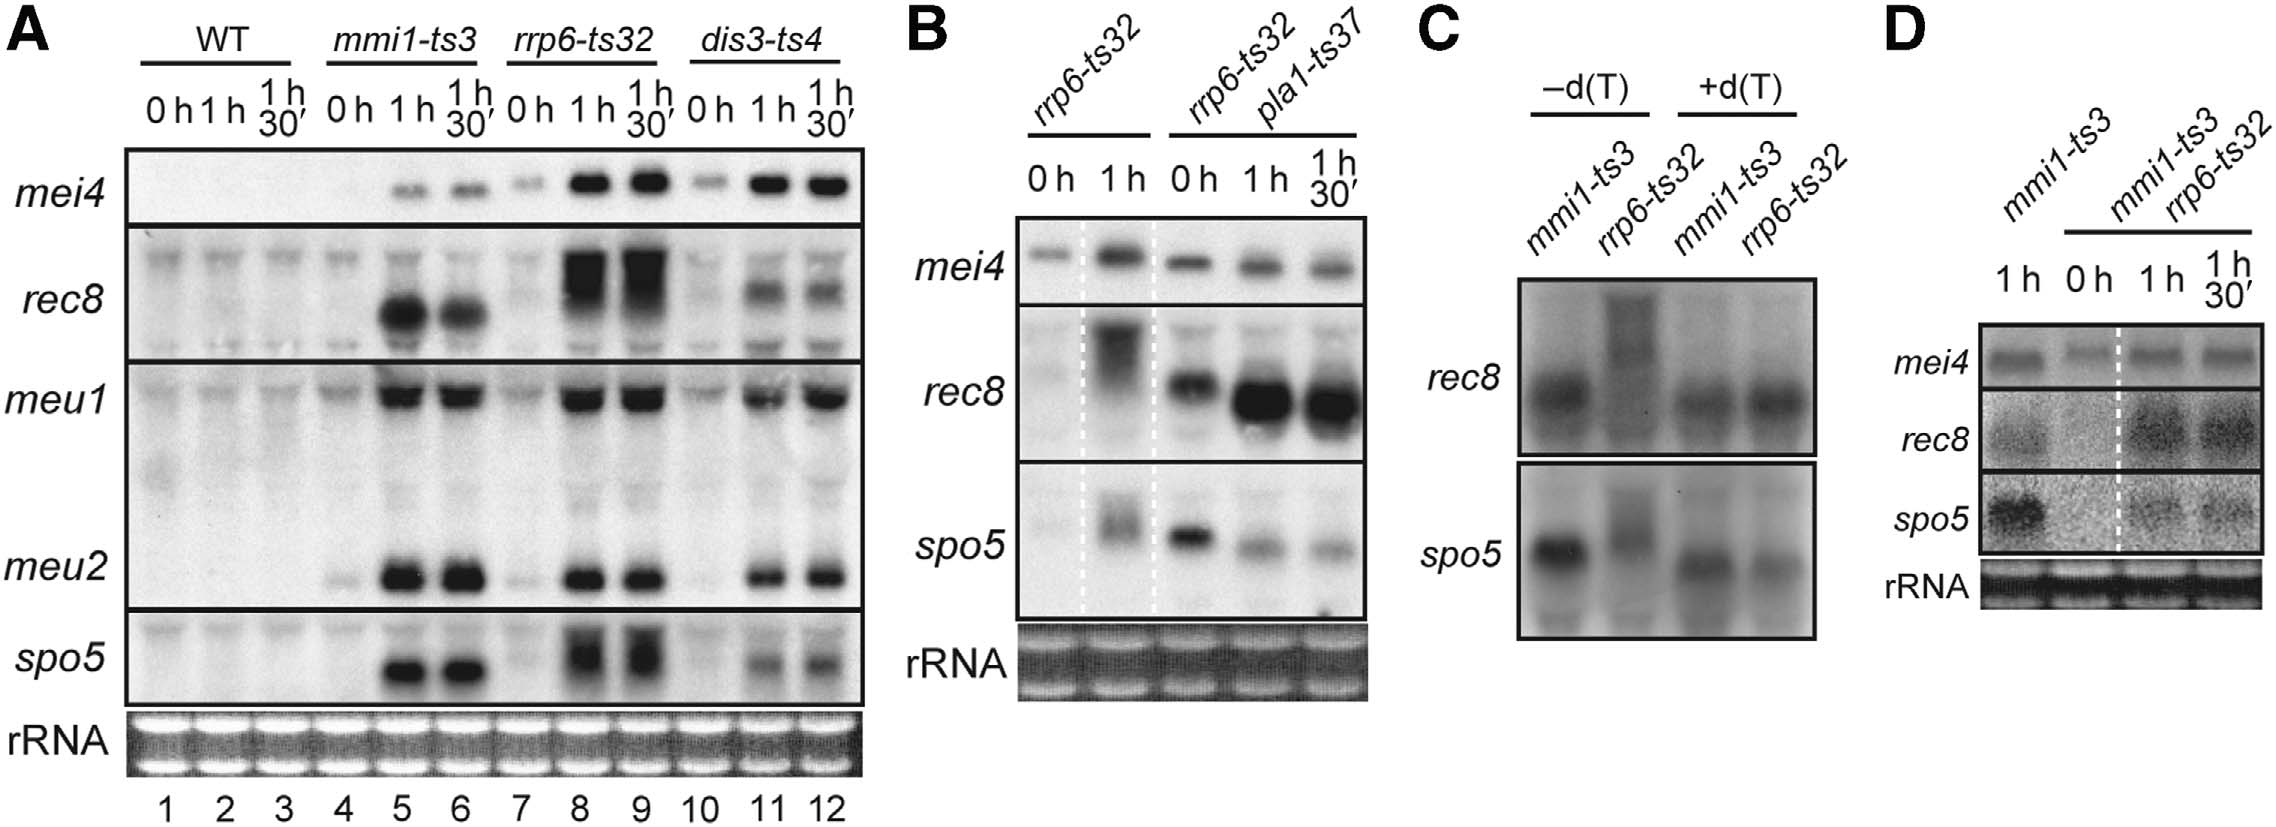 A
WT mmi1-ts3 rrp6-ts32 dis3-ts4
0 h 1 h 1 h 30′ 0 h 1 h 1 h 30′ 0 h 1 h 1 h 30′ 0 h 1 h 1 h 30′
mei4
rec8
meu1
meu2
spo5
rRNA
1 2 3 4 5 6 7 8 9 10 11 12
B
rrp6-ts32 rrp6-ts32 pla1-ts37
0 h 1 h 0 h 1 h 1 h 30′
mei4
rec8
spo5
rRNA
C
–d(T) +d(T)
mmi1-ts3 rrp6-ts32 mmi1-ts3 rrp6-ts32
rec8
spo5
D
mmi1-ts3 mmi1-ts3 rrp6-ts32
1 h 0 h 1 h 1 h 30′
mei4
rec8
spo5
rRNA